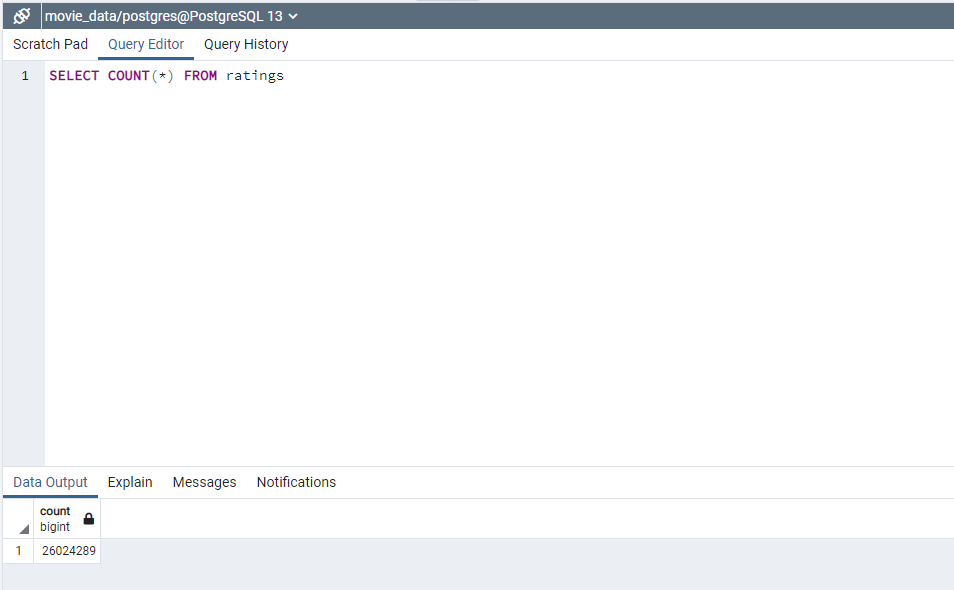 movie_data/postgres@PostgreSQL 13
Scratch Pad Query Editor Query History
1 SELECT COUNT(*) FROM ratings
Data Output Explain Messages Notifications
count
bigint
1 26024289